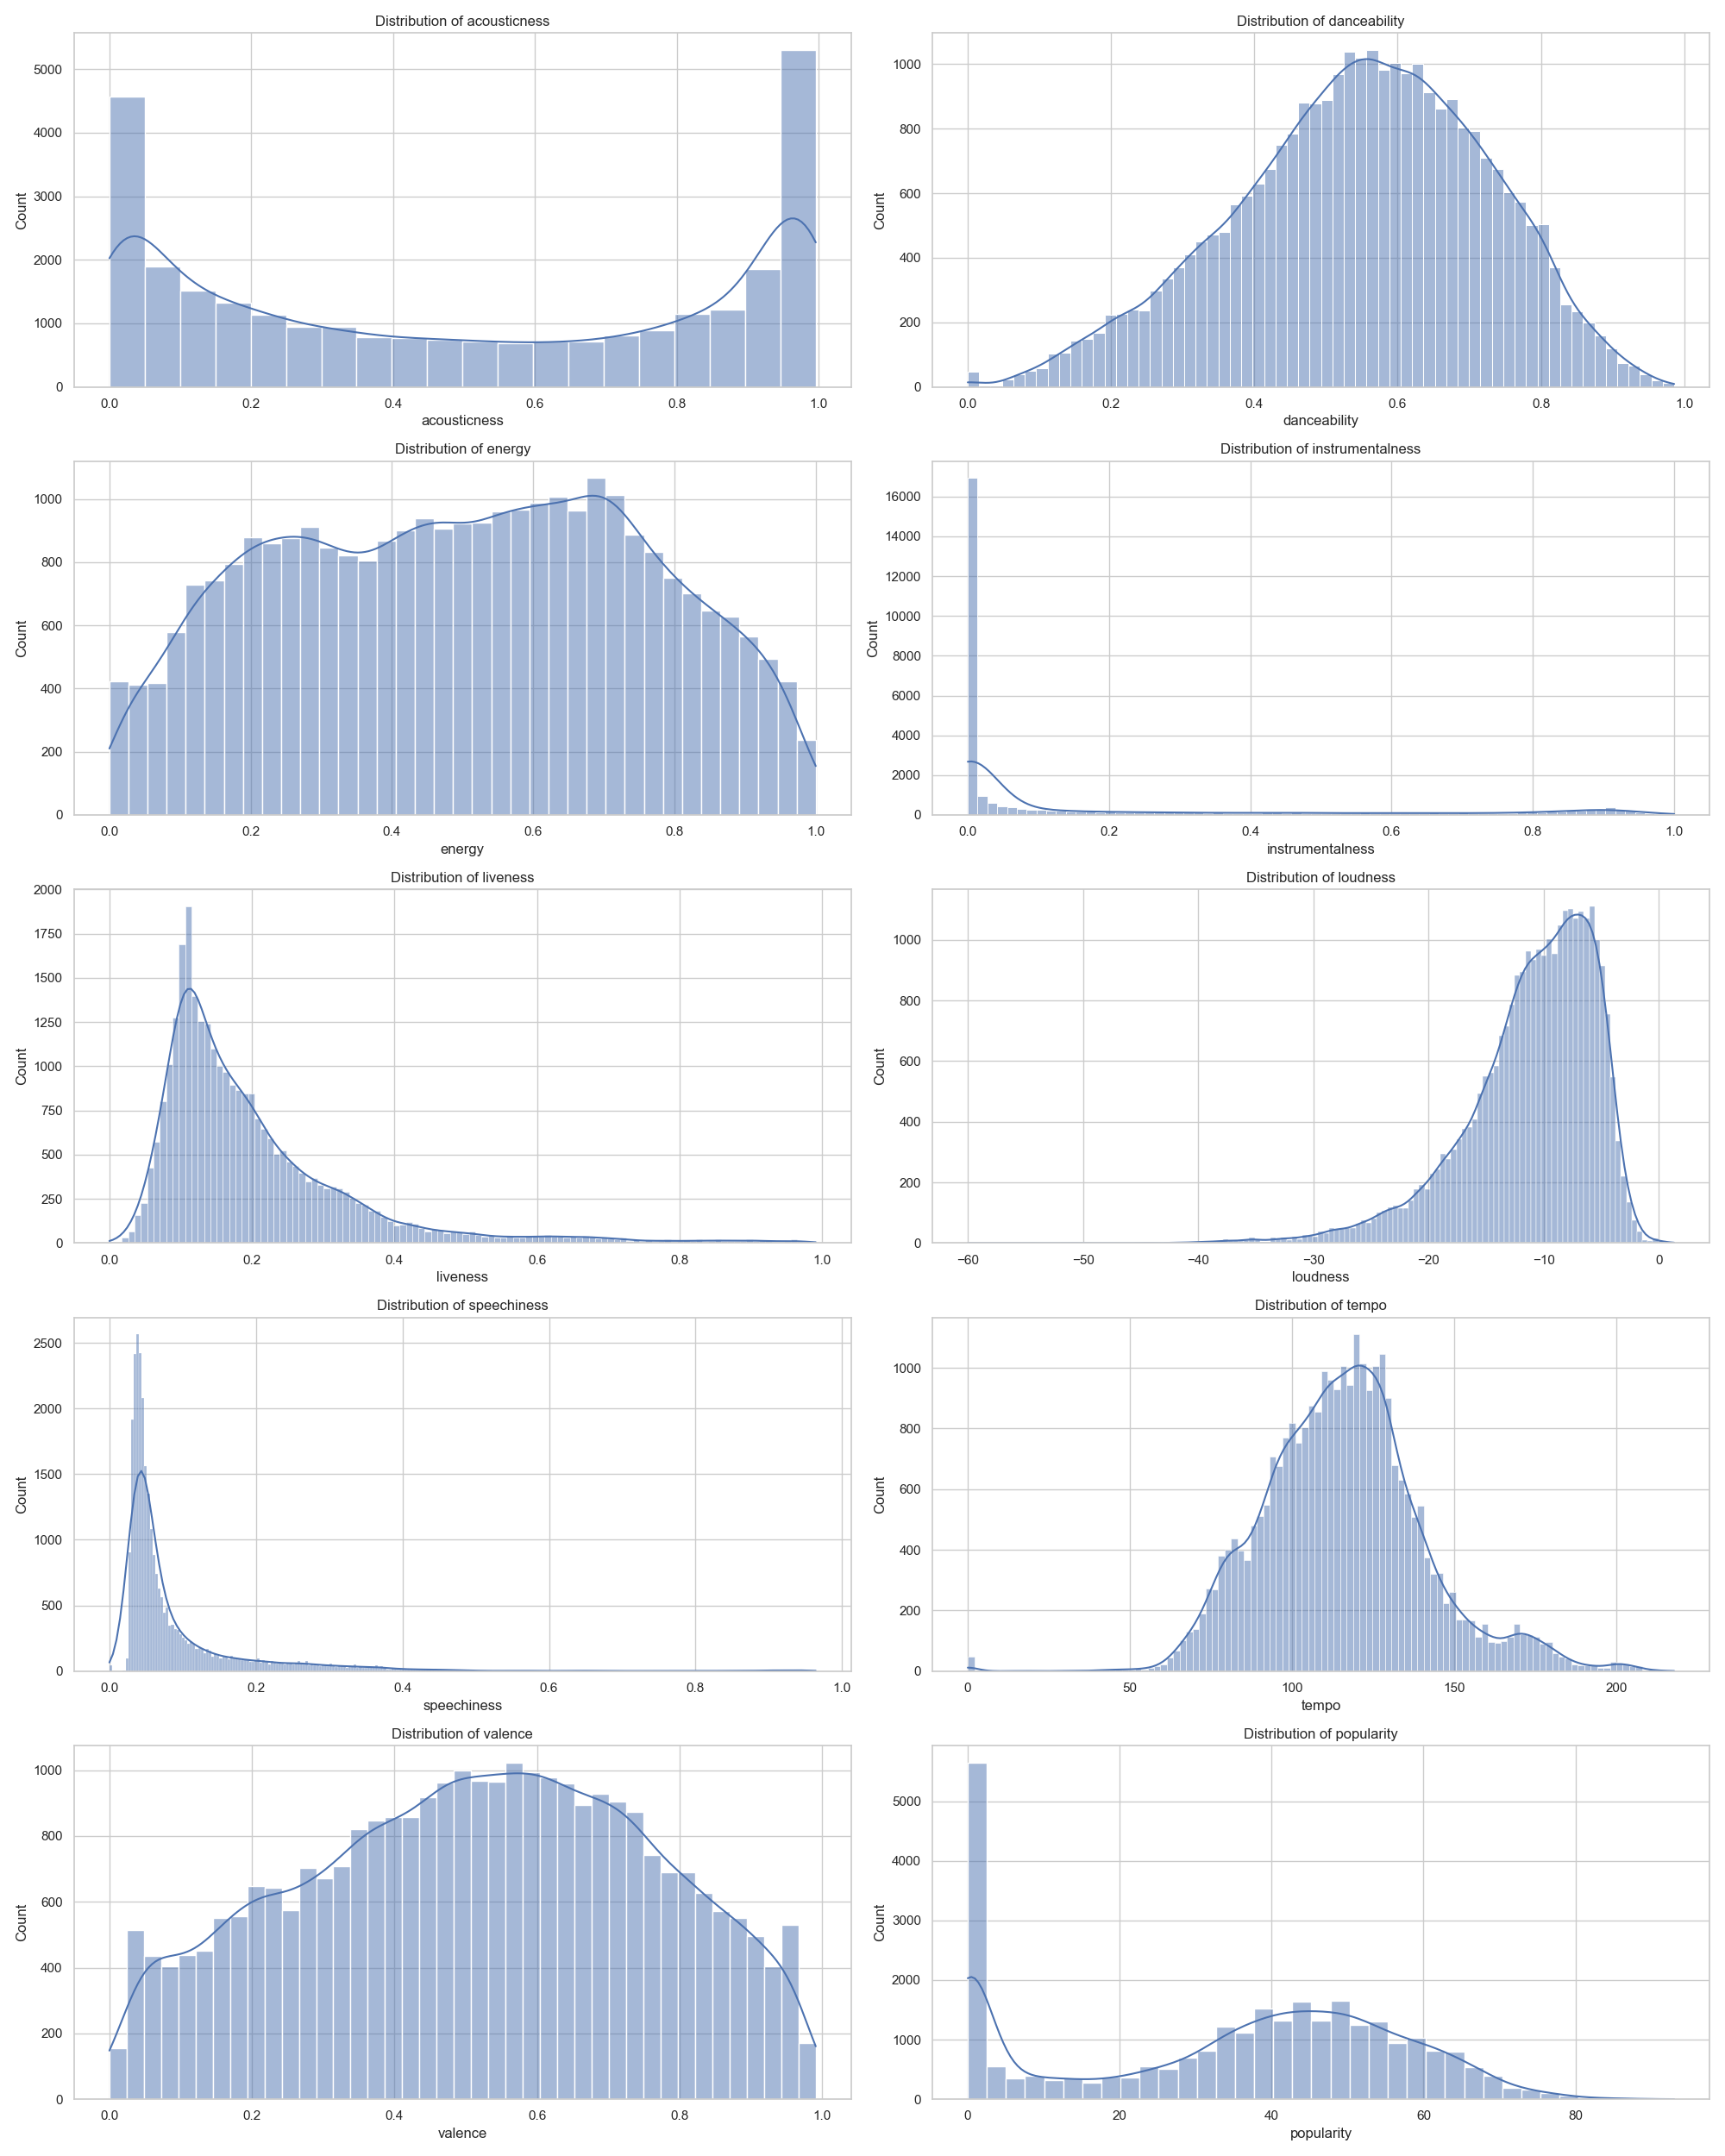 Distribution of acousticness
Count
5000
4000
3000
2000
1000
0
0.0 0.2 0.4 0.6 0.8 1.0
acousticness
Distribution of danceability
Count
1000
800
600
400
200
0
0.0 0.2 0.4 0.6 0.8 1.0
danceability
Distribution of energy
Count
1000
800
600
400
200
0
0.0 0.2 0.4 0.6 0.8 1.0
energy
Distribution of instrumentalness
Count
16000
14000
12000
10000
8000
6000
4000
2000
0
0.0 0.2 0.4 0.6 0.8 1.0
instrumentalness
Distribution of liveness
Count
2000
1750
1500
1250
1000
750
500
250
0
0.0 0.2 0.4 0.6 0.8 1.0
liveness
Distribution of loudness
Count
1000
800
600
400
200
0
−60 −50 −40 −30 −20 −10 0
loudness
Distribution of speechiness
Count
2500
2000
1500
1000
500
0
0.0 0.2 0.4 0.6 0.8 1.0
speechiness
Distribution of tempo
Count
1000
800
600
400
200
0
0 50 100 150 200
tempo
Distribution of valence
Count
1000
800
600
400
200
0
0.0 0.2 0.4 0.6 0.8 1.0
valence
Distribution of popularity
Count
5000
4000
3000
2000
1000
0
0 20 40 60 80
popularity